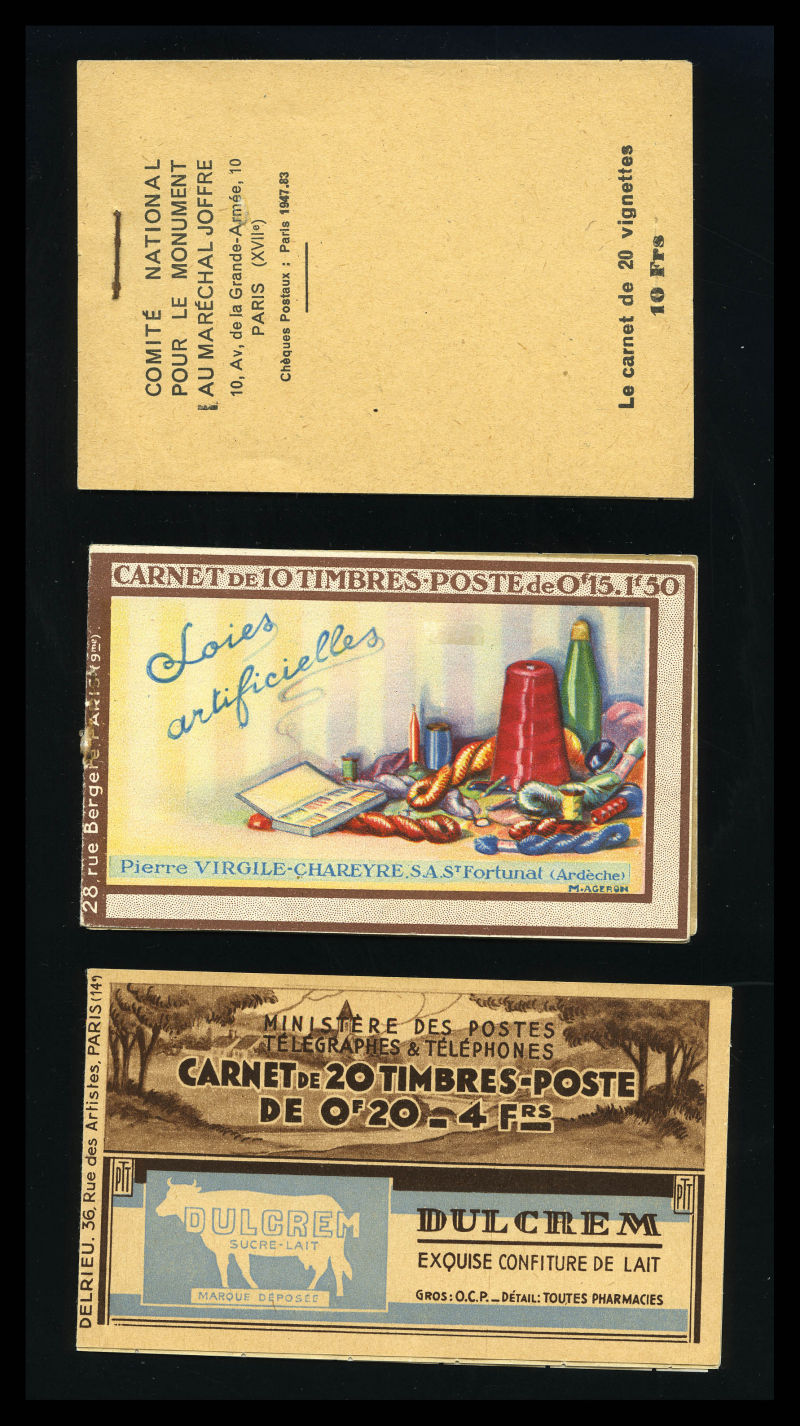 COMITÉ NATIONAL
POUR LE MONUMENT
AU MARÉCHAL JOFFRE
10, Av, de la Grande-Armée, 10
PARIS (XVIIe)
Chèques Postaux : Paris 1947.83
Le carnet de 20 vignettes
10 Frs
CARNET DE 10 TIMBRES-POSTE de 0f15. 1f50
28, rue Bergère, PARIS (9me).
Soies
artificielles
Pierre VIRGILE-CHAREYRE, S.A. ST Fortunat (Ardèche)
M. AGERON
DELRIEU. 36, Rue des Artistes, PARIS (14e)
MINISTÈRE DES POSTES
TÉLÉGRAPHES & TÉLÉPHONES
CARNET DE 20 TIMBRES-POSTE
DE 0F20 = 4 FRS
PTT
PTT
DULCREM
SUCRE-LAIT
MARQUE DÉPOSÉE
DULCREM
EXQUISE CONFITURE DE LAIT
GROS : O.C.P. — DÉTAIL : TOUTES PHARMACIES